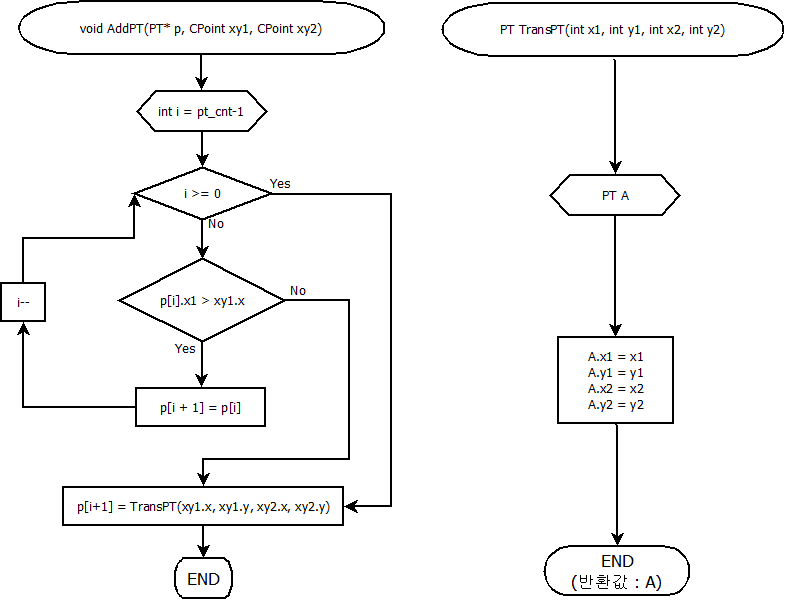 void AddPT(PT* p, CPoint xy1, CPoint xy2)
int i = pt_cnt-1
i >= 0
Yes
No
p[i].x1 > xy1.x
No
Yes
i--
p[i + 1] = p[i]
p[i+1] = TransPT(xy1.x, xy1.y, xy2.x, xy2.y)
END
PT TransPT(int x1, int y1, int x2, int y2)
PT A
A.x1 = x1
A.y1 = y1
A.x2 = x2
A.y2 = y2
END
(반환값 : A)